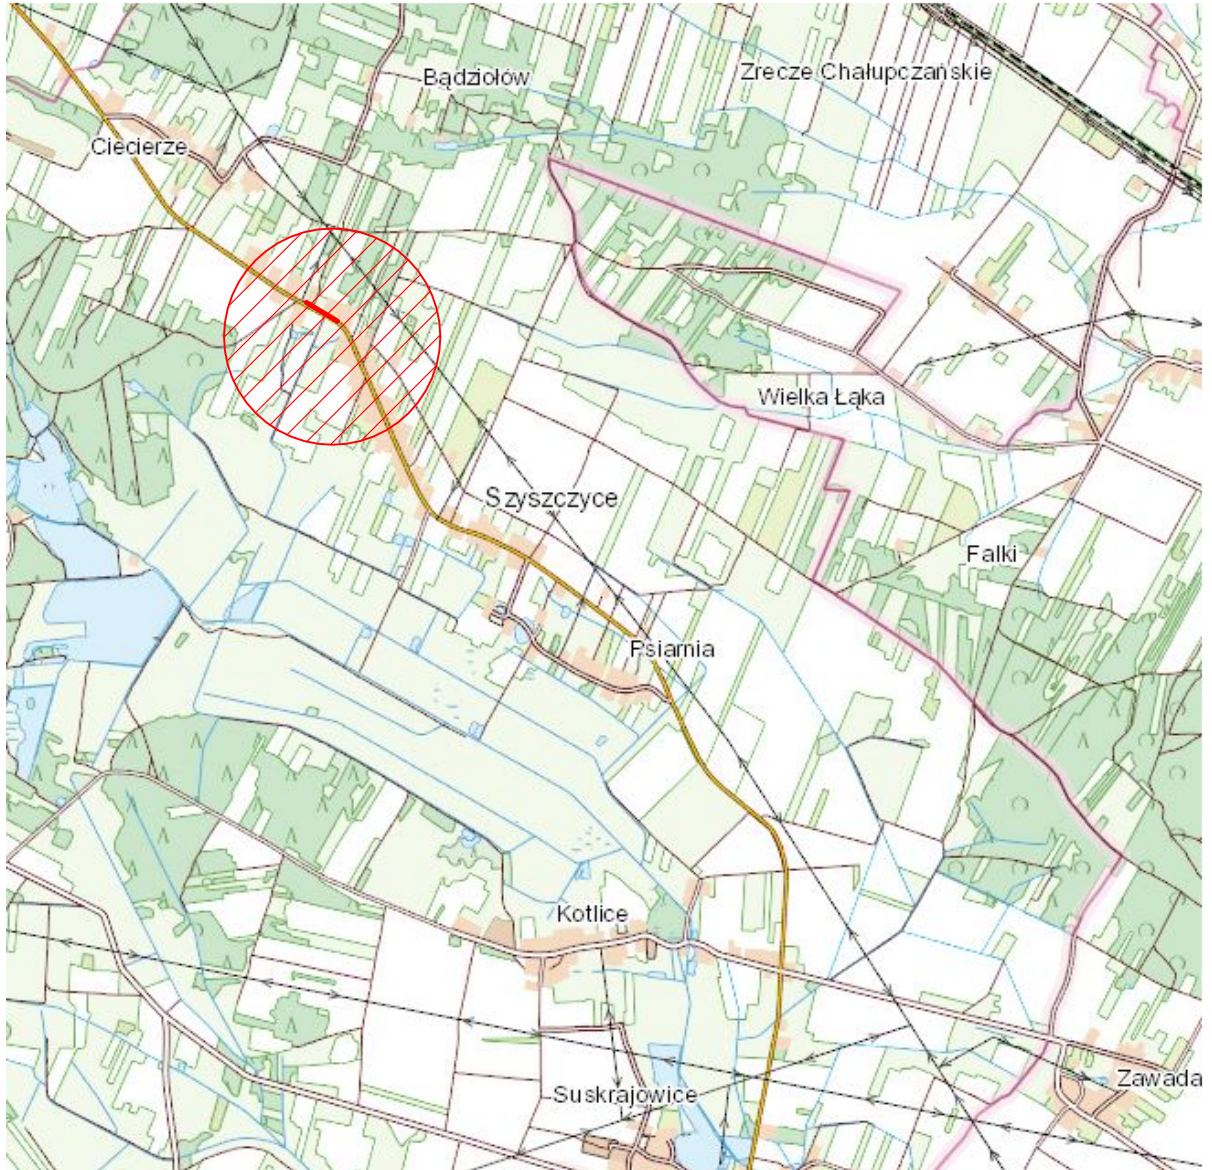 Zrecze Chałupczańskie
Bądziołów
Ciecierze
Wielka Łąka
Szyszczyce
Falki
Psiarnia
Kotlice
Zawada
Suskrajowice